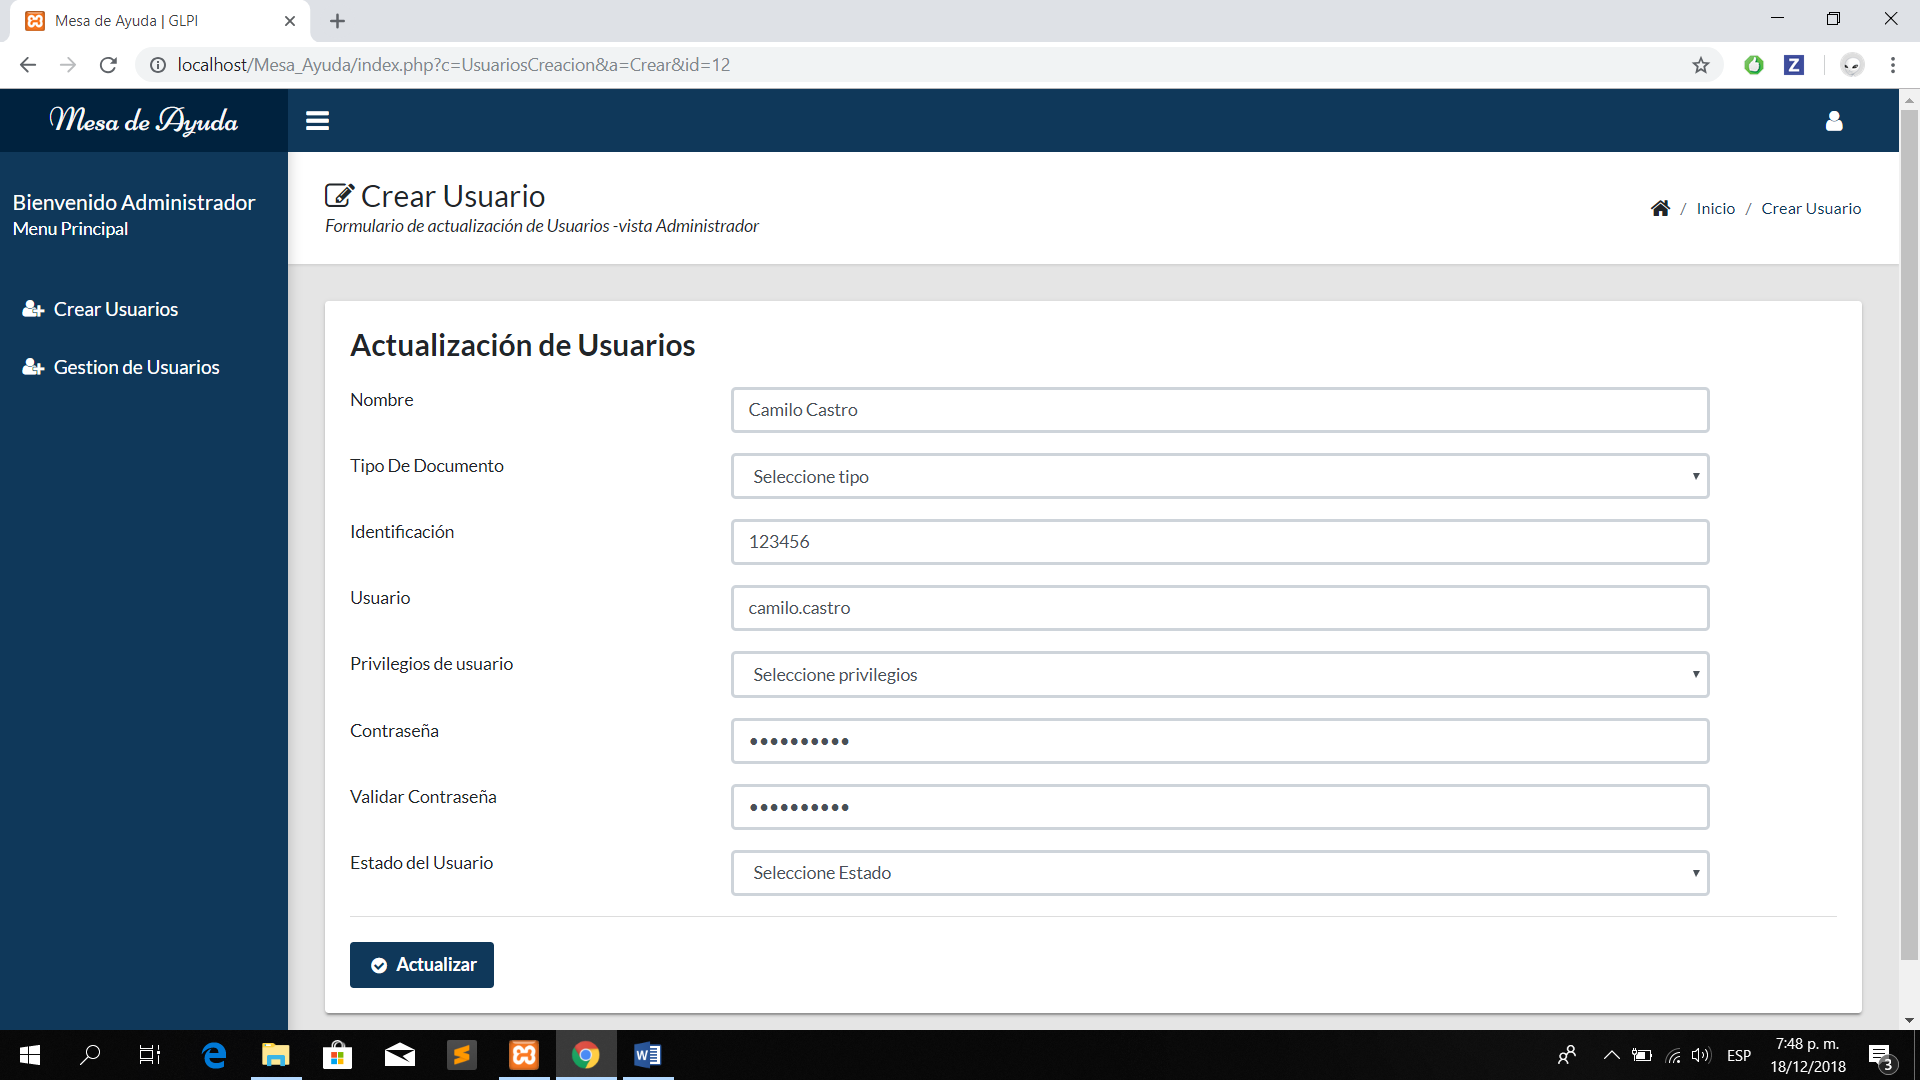 Mesa de Ayuda | GLPI
localhost/Mesa_Ayuda/index.php?c=UsuariosCreacion&a=Crear&id=12
Z
Mesa de Ayuda
Bienvenido Administrador
Menu Principal
Crear Usuarios
Gestion de Usuarios
Crear Usuario
Formulario de actualización de Usuarios -vista Administrador
/ Inicio / Crear Usuario
Actualización de Usuarios
Nombre
Camilo Castro
Tipo De Documento
Seleccione tipo
Identificación
123456
Usuario
camilo.castro
Privilegios de usuario
Seleccione privilegios
Contraseña
••••••••••
Validar Contraseña
••••••••••
Estado del Usuario
Seleccione Estado
Actualizar
ESP
7:48 p. m.
18/12/2018
3